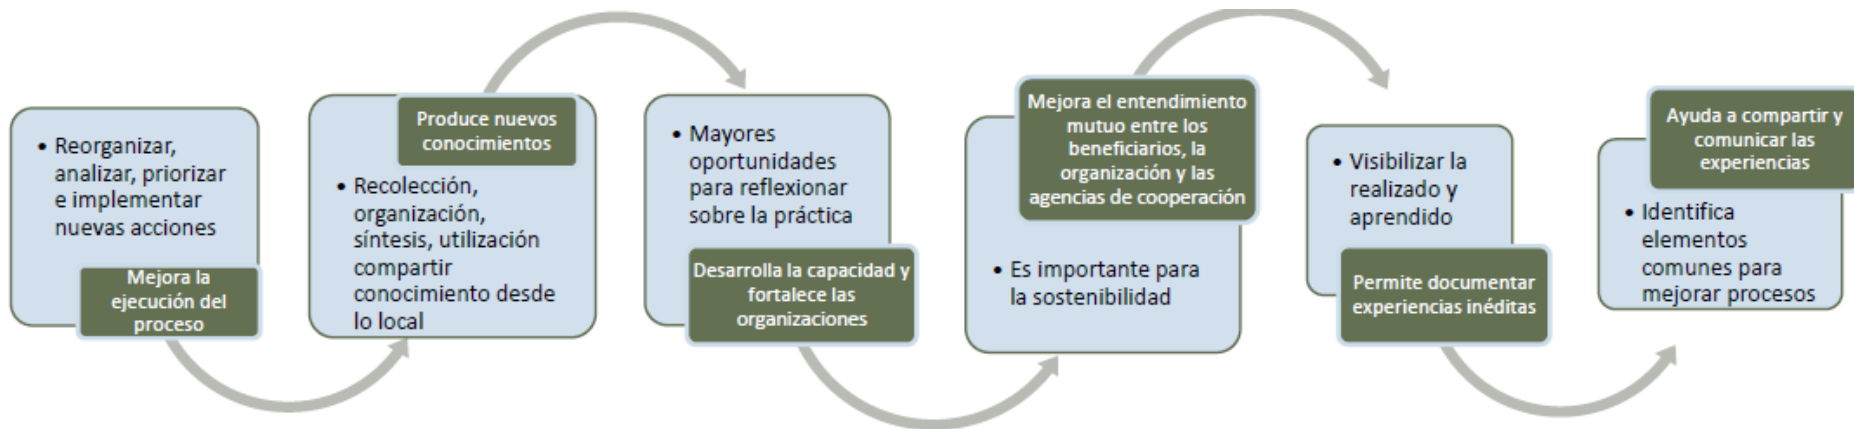 • Reorganizar,
analizar, priorizar
e implementar
nuevas acciones
Mejora la
ejecución del
proceso
Produce nuevos
conocimientos
• Recolección,
organización,
síntesis, utilización
compartir
conocimiento desde
lo local
• Mayores
oportunidades
para reflexionar
sobre la práctica
Desarrolla la capacidad y
fortalece las
organizaciones
Mejora el entendimiento
mutuo entre los
beneficiarios, la
organización y las
agencias de cooperación
• Es importante para
la sostenibilidad
• Visibilizar la
realizado y
aprendido
Permite documentar
experiencias inéditas
Ayuda a compartir y
comunicar las
experiencias
• Identifica
elementos
comunes para
mejorar procesos